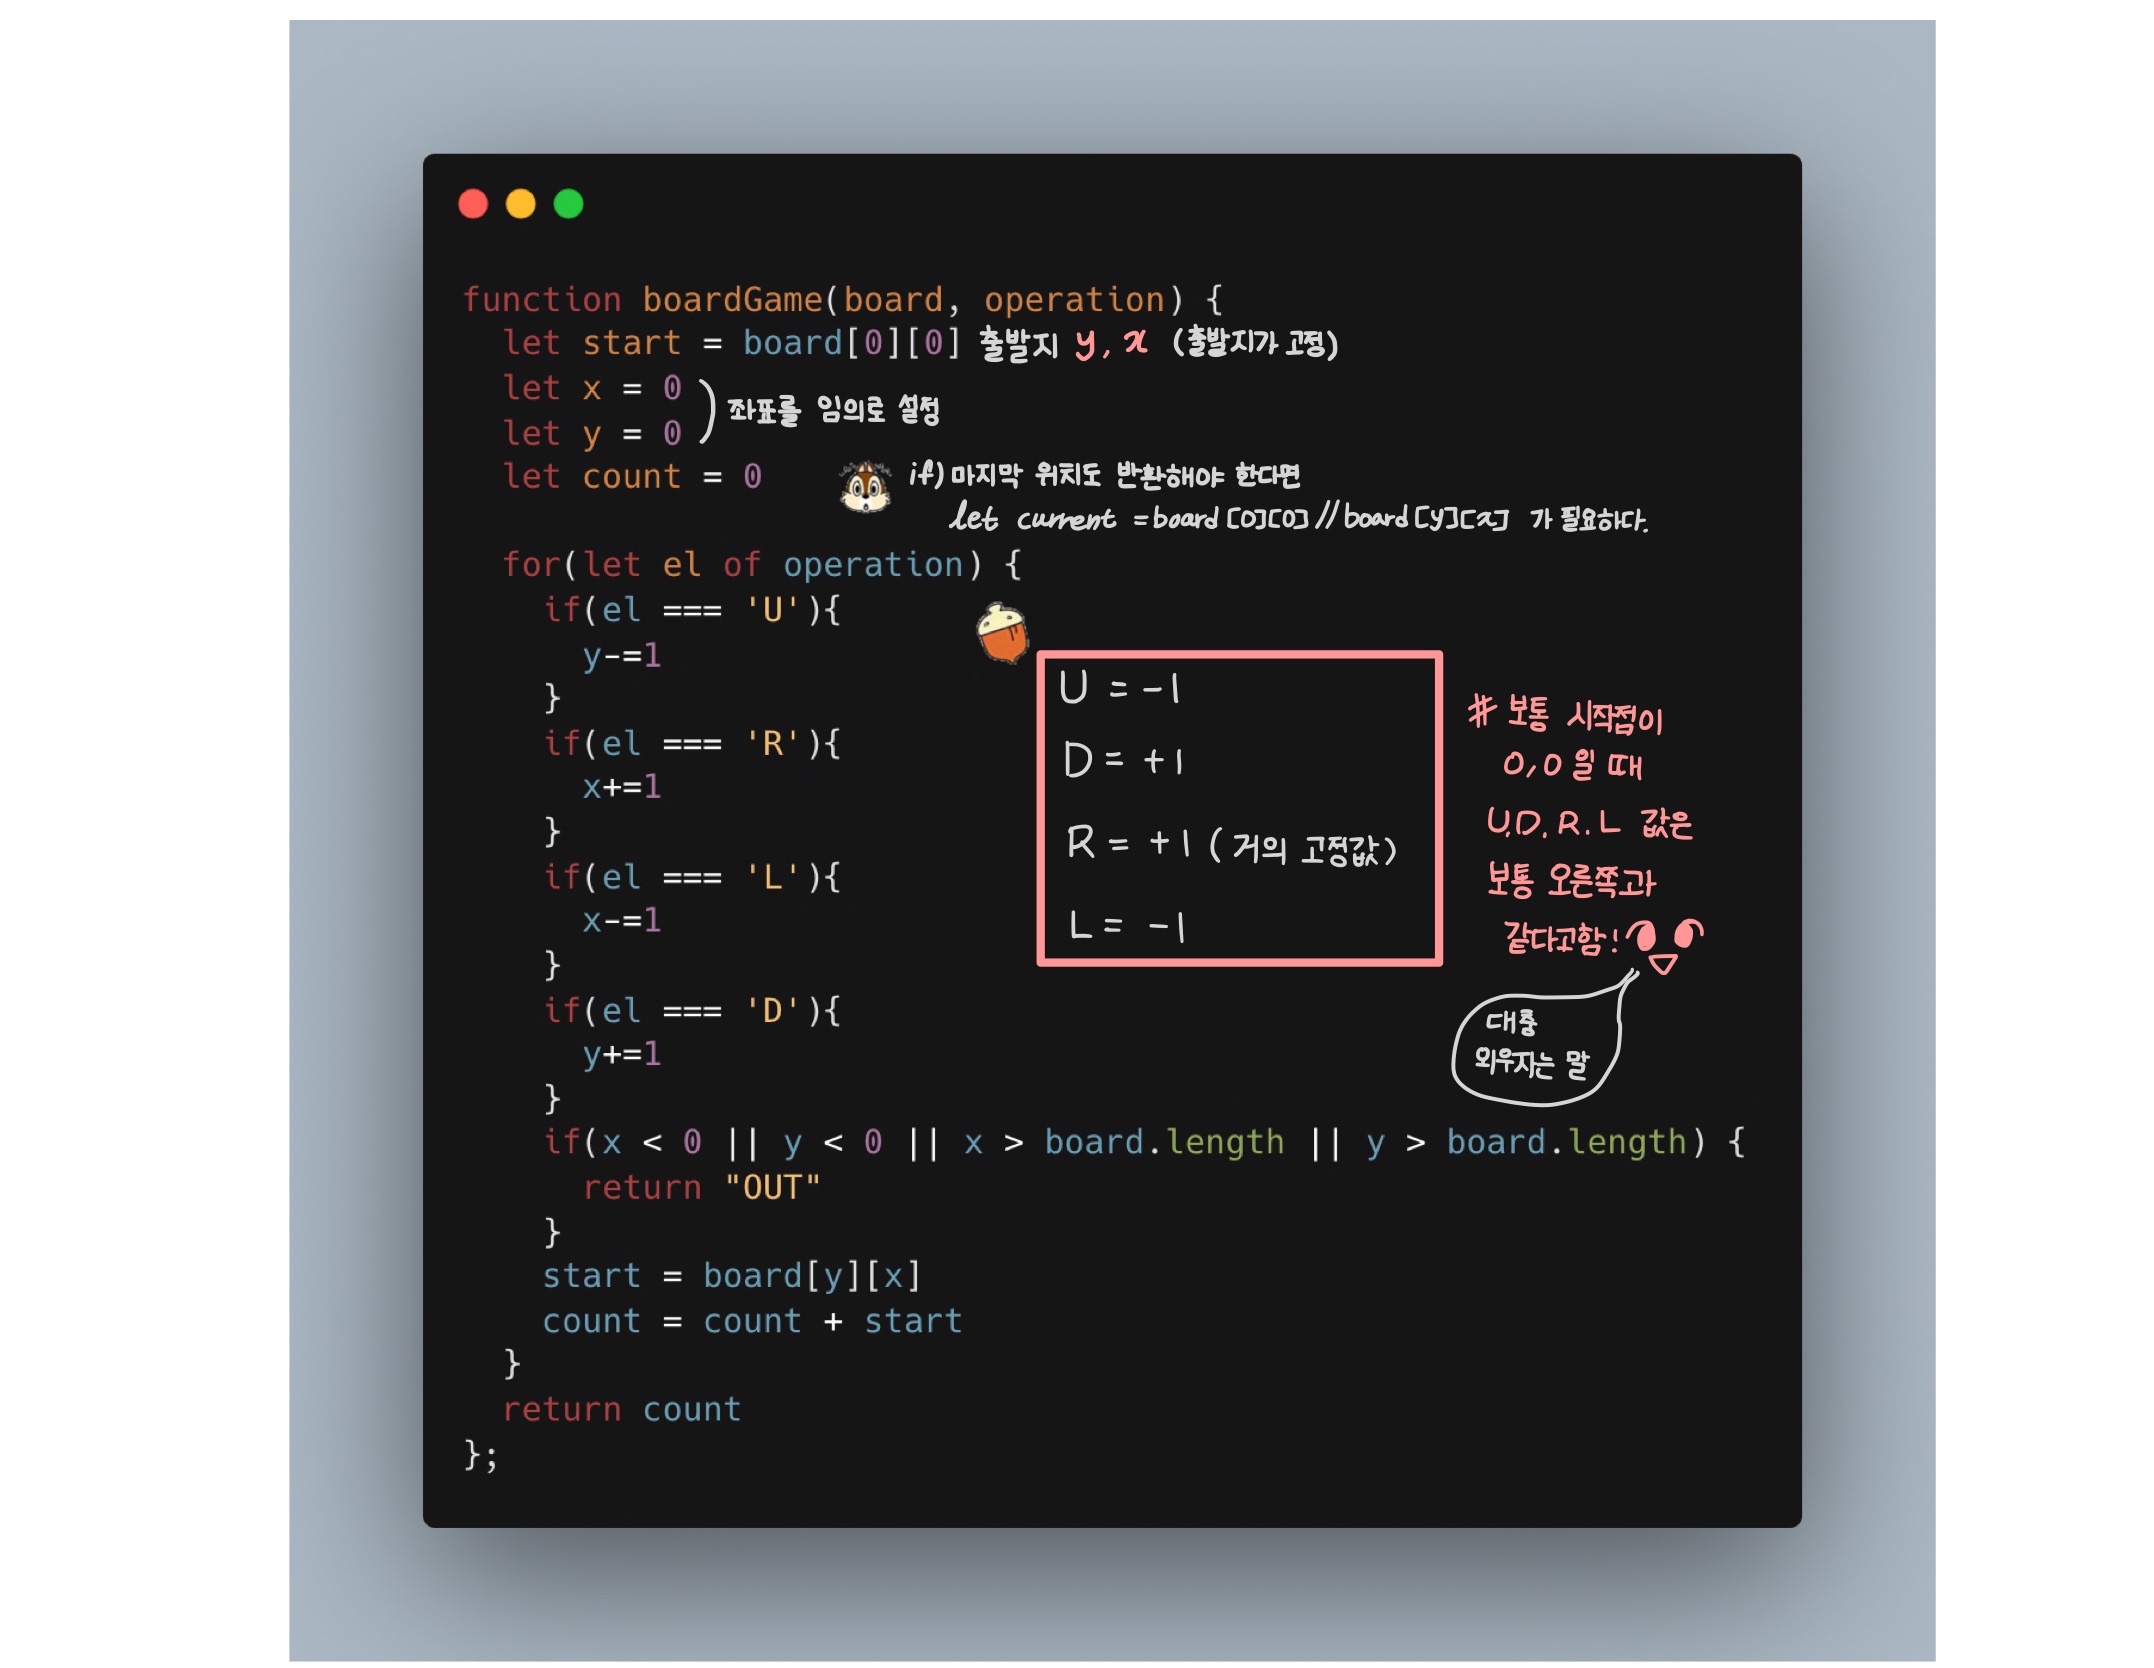 function boardGame(board, operation) {
let start = board[0][0] 출발지 y, x (출발지가 고정)
let x = 0
let y = 0
좌표를 임의로 설정
let count = 0
if) 마지막 위치도 반환해야 한다면
let current = board[0][0] // board[y][x] 가 필요하다.
for(let el of operation) {
if(el === 'U'){
y-=1
}
if(el === 'R'){
x+=1
}
if(el === 'L'){
x-=1
}
if(el === 'D'){
y+=1
}
U = -1
D = +1
R = +1 (거의 고정값)
L = -1
# 보통 시작점이
0,0 일 때
U,D,R.L 값은
보통 오른쪽과
같다고함!
대충
외우자는 말
if(x < 0 || y < 0 || x > board.length || y > board.length) {
return "OUT"
}
start = board[y][x]
count = count + start
}
return count
};